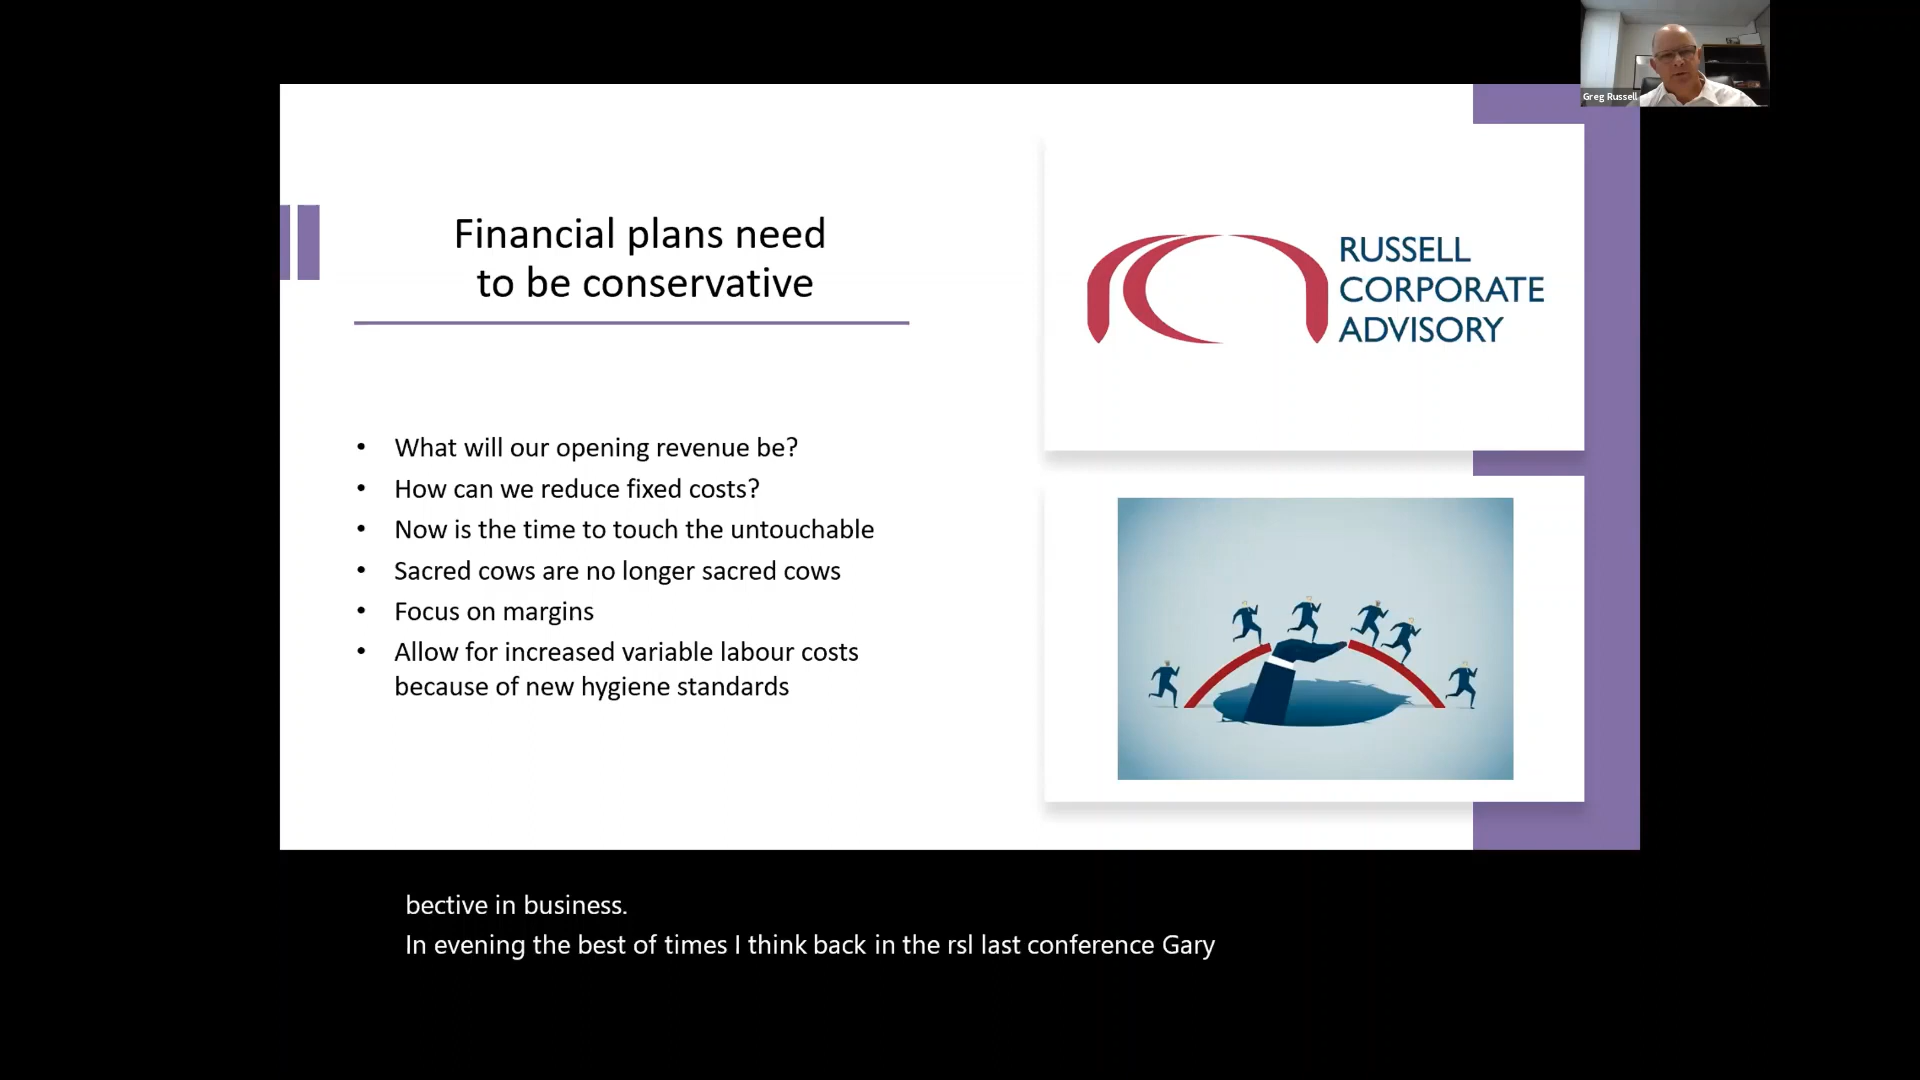 Greg Russell
Financial plans need
to be conservative
RUSSELL
CORPORATE
ADVISORY
• What will our opening revenue be?
• How can we reduce fixed costs?
• Now is the time to touch the untouchable
• Sacred cows are no longer sacred cows
• Focus on margins
• Allow for increased variable labour costs
because of new hygiene standards
bective in business.
In evening the best of times I think back in the rsl last conference Gary